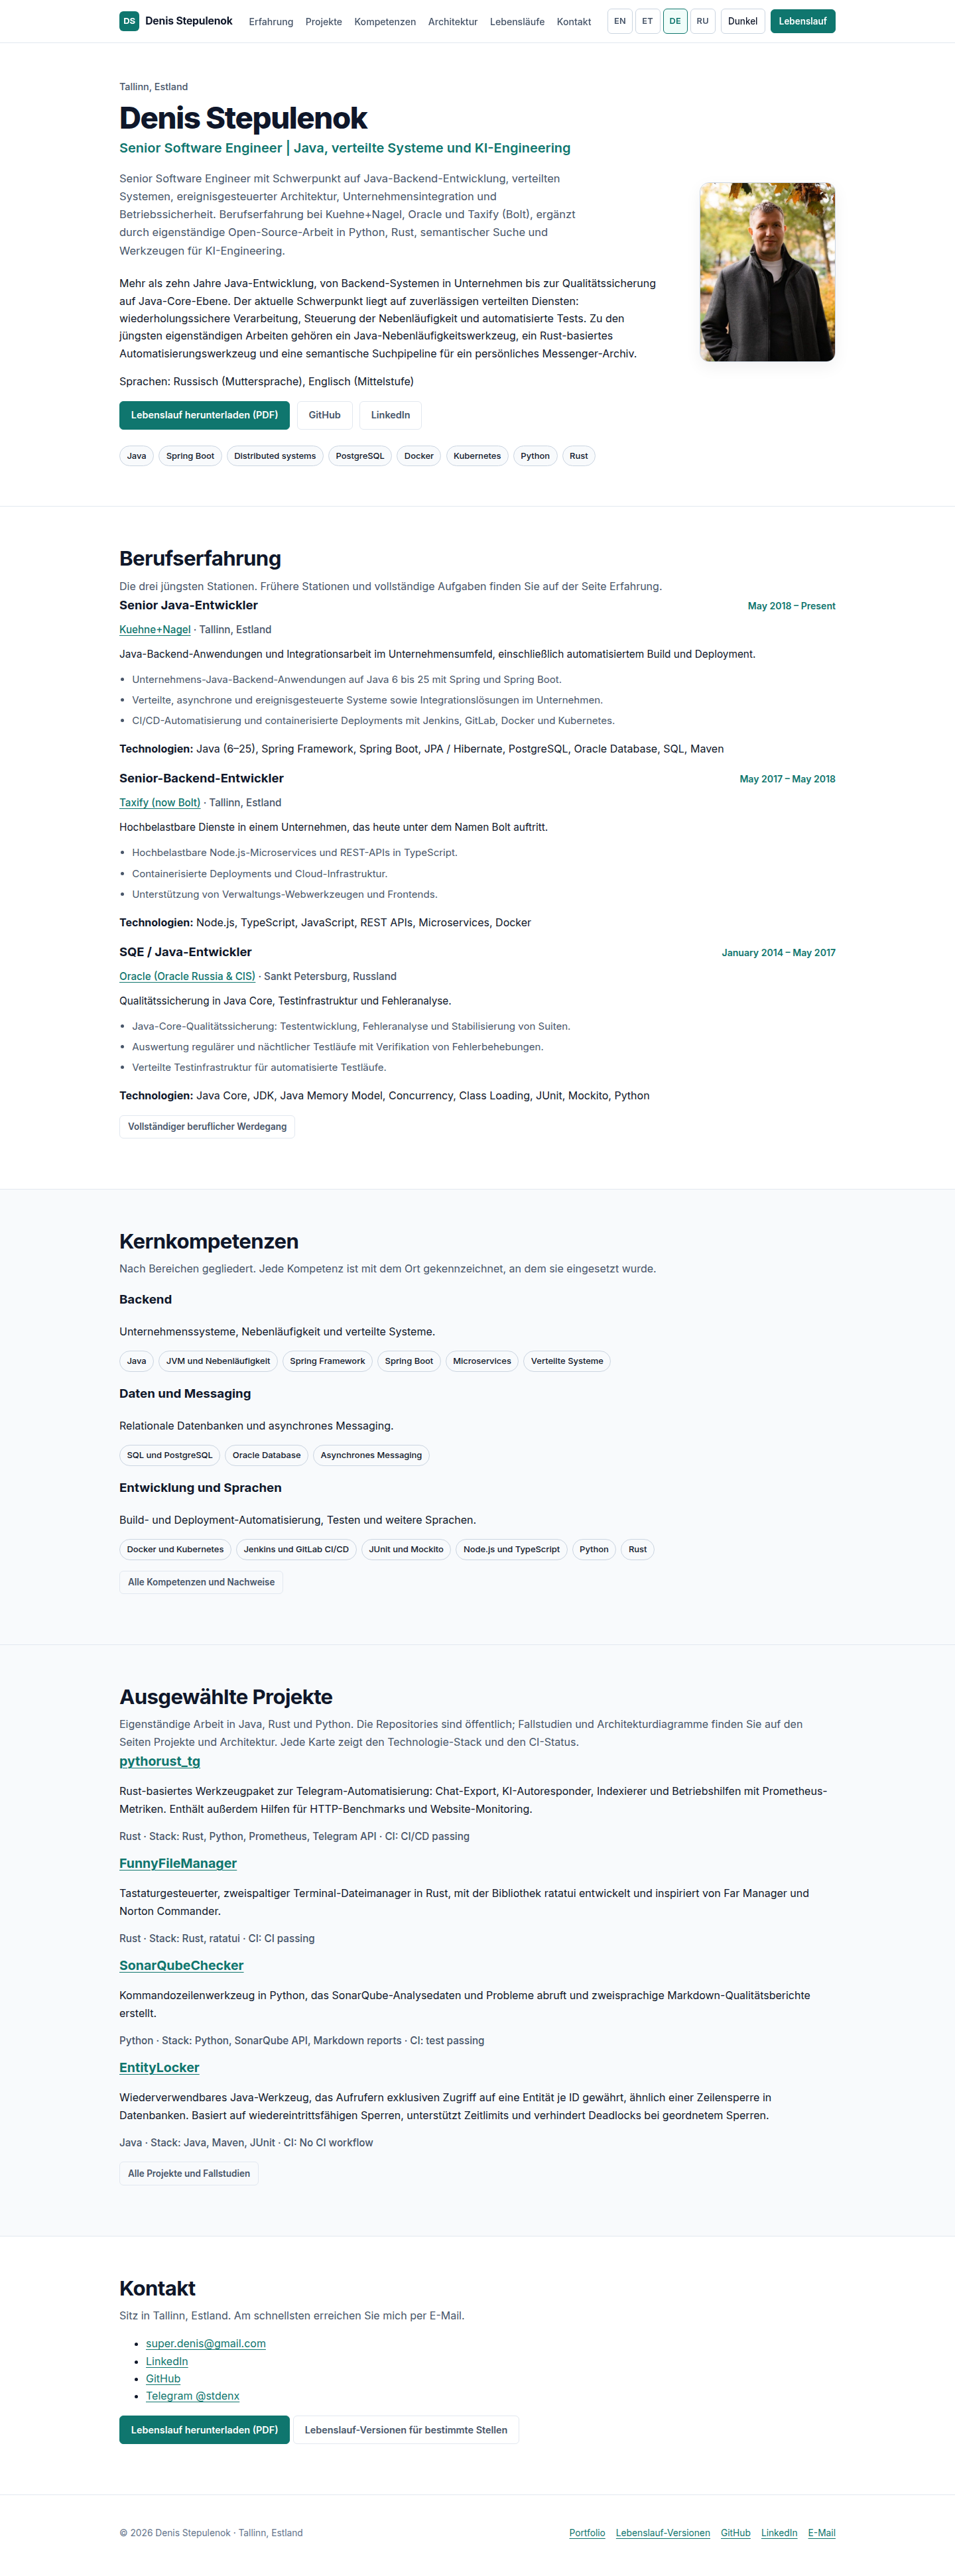 DS Denis Stepulenok Erfahrung Projekte Kompetenzen Architektur Lebensläufe Kontakt EN ET DE RU Dunkel Lebenslauf
Tallinn, Estland
Denis Stepulenok
Senior Software Engineer | Java, verteilte Systeme und KI-Engineering
Senior Software Engineer mit Schwerpunkt auf Java-Backend-Entwicklung, verteilten
Systemen, ereignisgesteuerter Architektur, Unternehmensintegration und
Betriebssicherheit. Berufserfahrung bei Kuehne+Nagel, Oracle und Taxify (Bolt), ergänzt
durch eigenständige Open-Source-Arbeit in Python, Rust, semantischer Suche und
Werkzeugen für KI-Engineering.
Mehr als zehn Jahre Java-Entwicklung, von Backend-Systemen in Unternehmen bis zur Qualitätssicherung
auf Java-Core-Ebene. Der aktuelle Schwerpunkt liegt auf zuverlässigen verteilten Diensten:
wiederholungssichere Verarbeitung, Steuerung der Nebenläufigkeit und automatisierte Tests. Zu den
jüngsten eigenständigen Arbeiten gehören ein Java-Nebenläufigkeitswerkzeug, ein Rust-basiertes
Automatisierungswerkzeug und eine semantische Suchpipeline für ein persönliches Messenger-Archiv.
Sprachen: Russisch (Muttersprache), Englisch (Mittelstufe)
Lebenslauf herunterladen (PDF) GitHub LinkedIn
Java Spring Boot Distributed systems PostgreSQL Docker Kubernetes Python Rust
Berufserfahrung
Die drei jüngsten Stationen. Frühere Stationen und vollständige Aufgaben finden Sie auf der Seite Erfahrung.
Senior Java-Entwickler May 2018 – Present
Kuehne+Nagel · Tallinn, Estland
Java-Backend-Anwendungen und Integrationsarbeit im Unternehmensumfeld, einschließlich automatisiertem Build und Deployment.
• Unternehmens-Java-Backend-Anwendungen auf Java 6 bis 25 mit Spring und Spring Boot.
• Verteilte, asynchrone und ereignisgesteuerte Systeme sowie Integrationslösungen im Unternehmen.
• CI/CD-Automatisierung und containerisierte Deployments mit Jenkins, GitLab, Docker und Kubernetes.
Technologien: Java (6–25), Spring Framework, Spring Boot, JPA / Hibernate, PostgreSQL, Oracle Database, SQL, Maven
Senior-Backend-Entwickler May 2017 – May 2018
Taxify (now Bolt) · Tallinn, Estland
Hochbelastbare Dienste in einem Unternehmen, das heute unter dem Namen Bolt auftritt.
• Hochbelastbare Node.js-Microservices und REST-APIs in TypeScript.
• Containerisierte Deployments und Cloud-Infrastruktur.
• Unterstützung von Verwaltungs-Webwerkzeugen und Frontends.
Technologien: Node.js, TypeScript, JavaScript, REST APIs, Microservices, Docker
SQE / Java-Entwickler January 2014 – May 2017
Oracle (Oracle Russia & CIS) · Sankt Petersburg, Russland
Qualitätssicherung in Java Core, Testinfrastruktur und Fehleranalyse.
• Java-Core-Qualitätssicherung: Testentwicklung, Fehleranalyse und Stabilisierung von Suiten.
• Auswertung regulärer und nächtlicher Testläufe mit Verifikation von Fehlerbehebungen.
• Verteilte Testinfrastruktur für automatisierte Testläufe.
Technologien: Java Core, JDK, Java Memory Model, Concurrency, Class Loading, JUnit, Mockito, Python
Vollständiger beruflicher Werdegang
Kernkompetenzen
Nach Bereichen gegliedert. Jede Kompetenz ist mit dem Ort gekennzeichnet, an dem sie eingesetzt wurde.
Backend
Unternehmenssysteme, Nebenläufigkeit und verteilte Systeme.
Java JVM und Nebenläufigkeit Spring Framework Spring Boot Microservices Verteilte Systeme
Daten und Messaging
Relationale Datenbanken und asynchrones Messaging.
SQL und PostgreSQL Oracle Database Asynchrones Messaging
Entwicklung und Sprachen
Build- und Deployment-Automatisierung, Testen und weitere Sprachen.
Docker und Kubernetes Jenkins und GitLab CI/CD JUnit und Mockito Node.js und TypeScript Python Rust
Alle Kompetenzen und Nachweise
Ausgewählte Projekte
Eigenständige Arbeit in Java, Rust und Python. Die Repositories sind öffentlich; Fallstudien und Architekturdiagramme finden Sie auf den
Seiten Projekte und Architektur. Jede Karte zeigt den Technologie-Stack und den CI-Status.
pythorust_tg
Rust-basiertes Werkzeugpaket zur Telegram-Automatisierung: Chat-Export, KI-Autoresponder, Indexierer und Betriebshilfen mit Prometheus-
Metriken. Enthält außerdem Hilfen für HTTP-Benchmarks und Website-Monitoring.
Rust · Stack: Rust, Python, Prometheus, Telegram API · CI: CI/CD passing
FunnyFileManager
Tastaturgesteuerter, zweispaltiger Terminal-Dateimanager in Rust, mit der Bibliothek ratatui entwickelt und inspiriert von Far Manager und
Norton Commander.
Rust · Stack: Rust, ratatui · CI: CI passing
SonarQubeChecker
Kommandozeilenwerkzeug in Python, das SonarQube-Analysedaten und Probleme abruft und zweisprachige Markdown-Qualitätsberichte
erstellt.
Python · Stack: Python, SonarQube API, Markdown reports · CI: test passing
EntityLocker
Wiederverwendbares Java-Werkzeug, das Aufrufern exklusiven Zugriff auf eine Entität je ID gewährt, ähnlich einer Zeilensperre in
Datenbanken. Basiert auf wiedereintrittsfähigen Sperren, unterstützt Zeitlimits und verhindert Deadlocks bei geordnetem Sperren.
Java · Stack: Java, Maven, JUnit · CI: No CI workflow
Alle Projekte und Fallstudien
Kontakt
Sitz in Tallinn, Estland. Am schnellsten erreichen Sie mich per E-Mail.
• super.denis@gmail.com
• LinkedIn
• GitHub
• Telegram @stdenx
Lebenslauf herunterladen (PDF) Lebenslauf-Versionen für bestimmte Stellen
© 2026 Denis Stepulenok · Tallinn, Estland Portfolio Lebenslauf-Versionen GitHub LinkedIn E-Mail